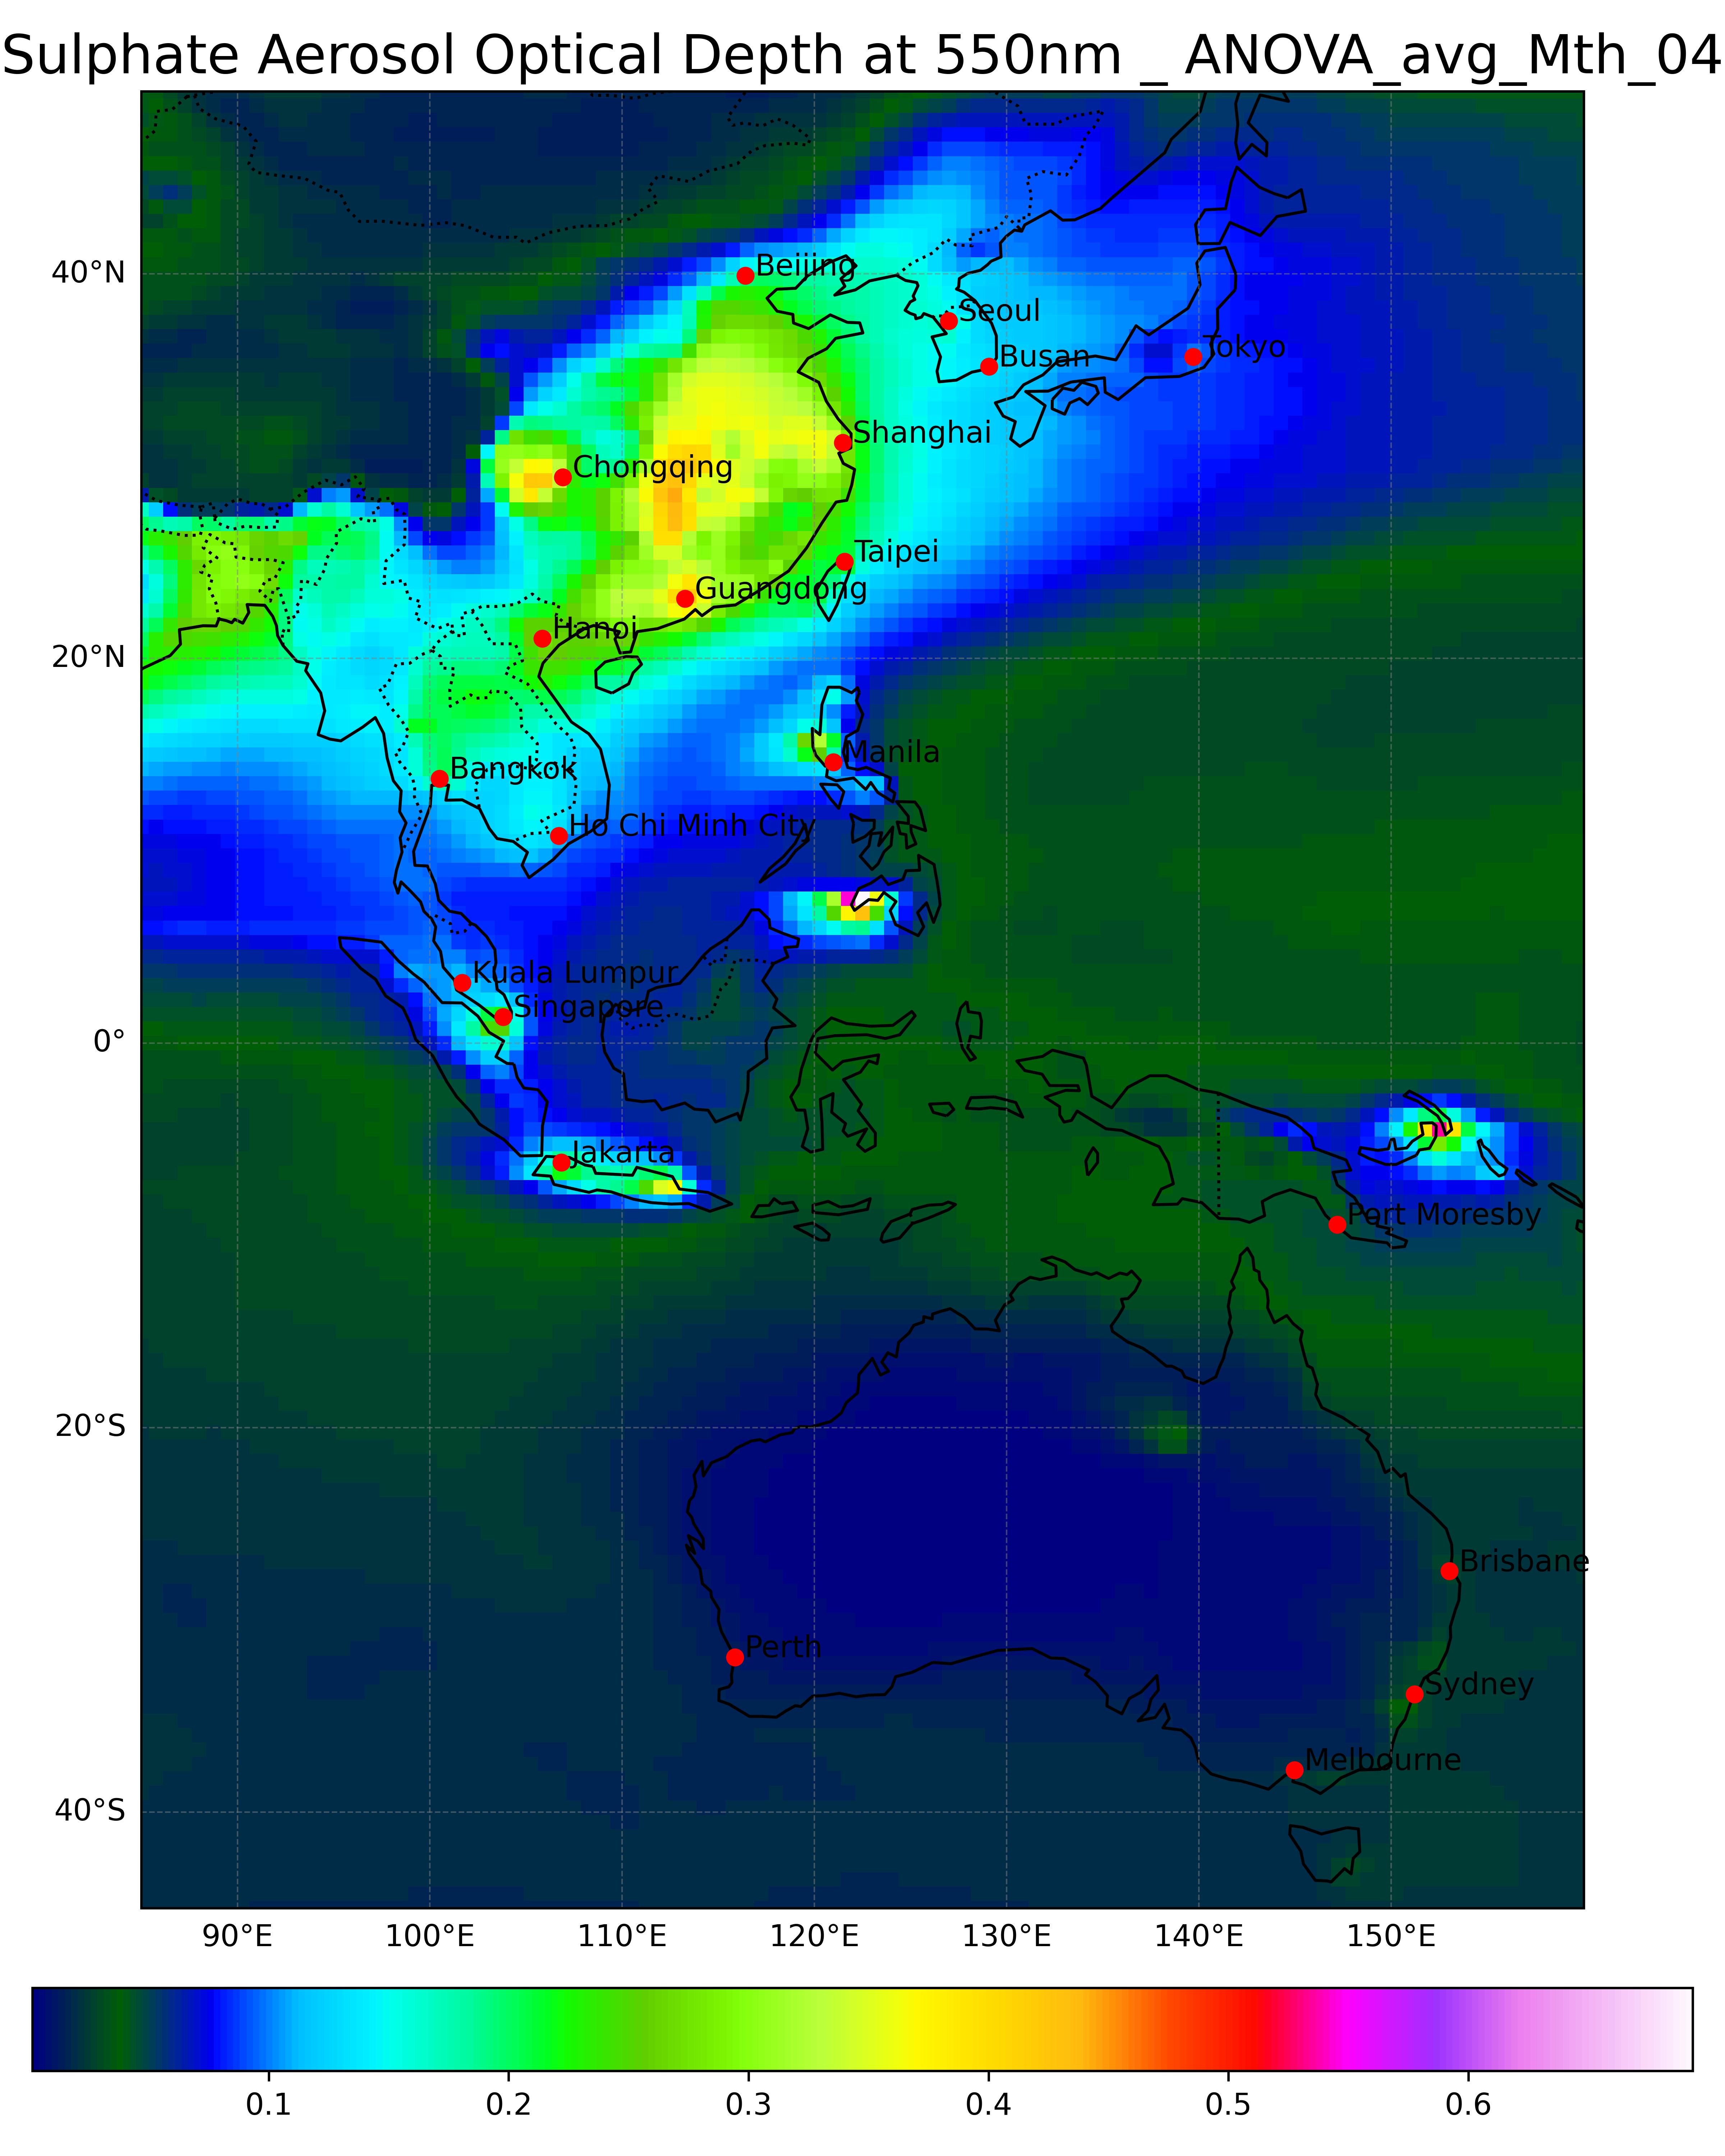 Sulphate Aerosol Optical Depth at 550nm _ ANOVA_avg_Mth_04
40°N
20°N
0°
20°S
40°S
Beijing
Seoul
Busan
Tokyo
Shanghai
Chongqing
Taipei
Guangdong
Hanoi
Manila
Bangkok
Ho Chi Minh City
Kuala Lumpur
Singapore
Jakarta
Port Moresby
Brisbane
Perth
Sydney
Melbourne
90°E 100°E 110°E 120°E 130°E 140°E 150°E
0.1 0.2 0.3 0.4 0.5 0.6